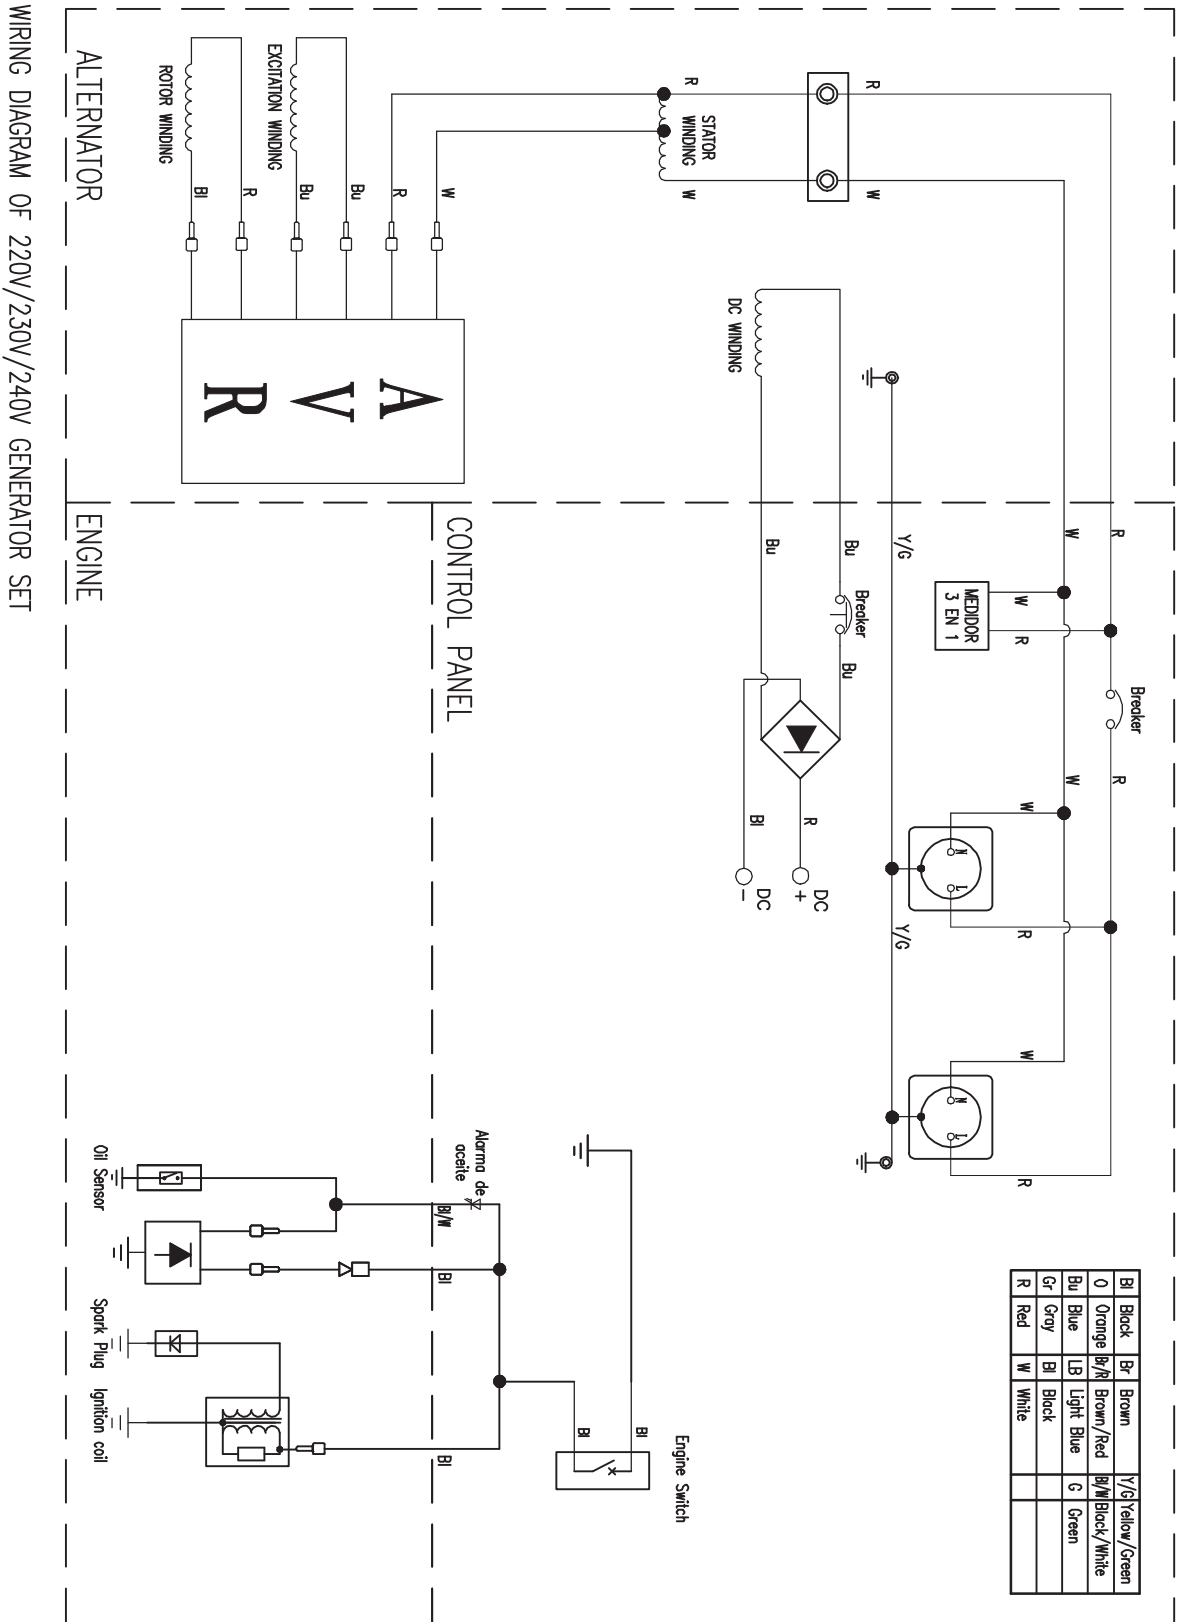 WIRING DIAGRAM OF 220V/230V/240V GENERATOR SET
ALTERNATOR
ENGINE
CONTROL PANEL
ROTOR WINDING
EXCITATION WINDING
Bl
R
Bu
Bu
R
W
A
V
R
R
STATOR
WINDING
W
R
W
DC WINDING
Bu
Bu
Breaker
Bu
Bl
R
DC
-
DC
+
Y/G
Y/G
W
R
MEDIDOR
3 EN 1
W
R
Breaker
W
R
W
N
L
R
W
N
L
R
Bl Black Br Brown Y/G Yellow/Green
O Orange Br/R Brown/Red Bl/W Black/White
Bu Blue LB Light Blue G Green
Gr Gray Bl Black
R Red W White
Engine Switch
Bl
Bl
Alarma de
aceite
Bl/W
Bl
Bl
Oil Sensor
Spark Plug
Ignition coil